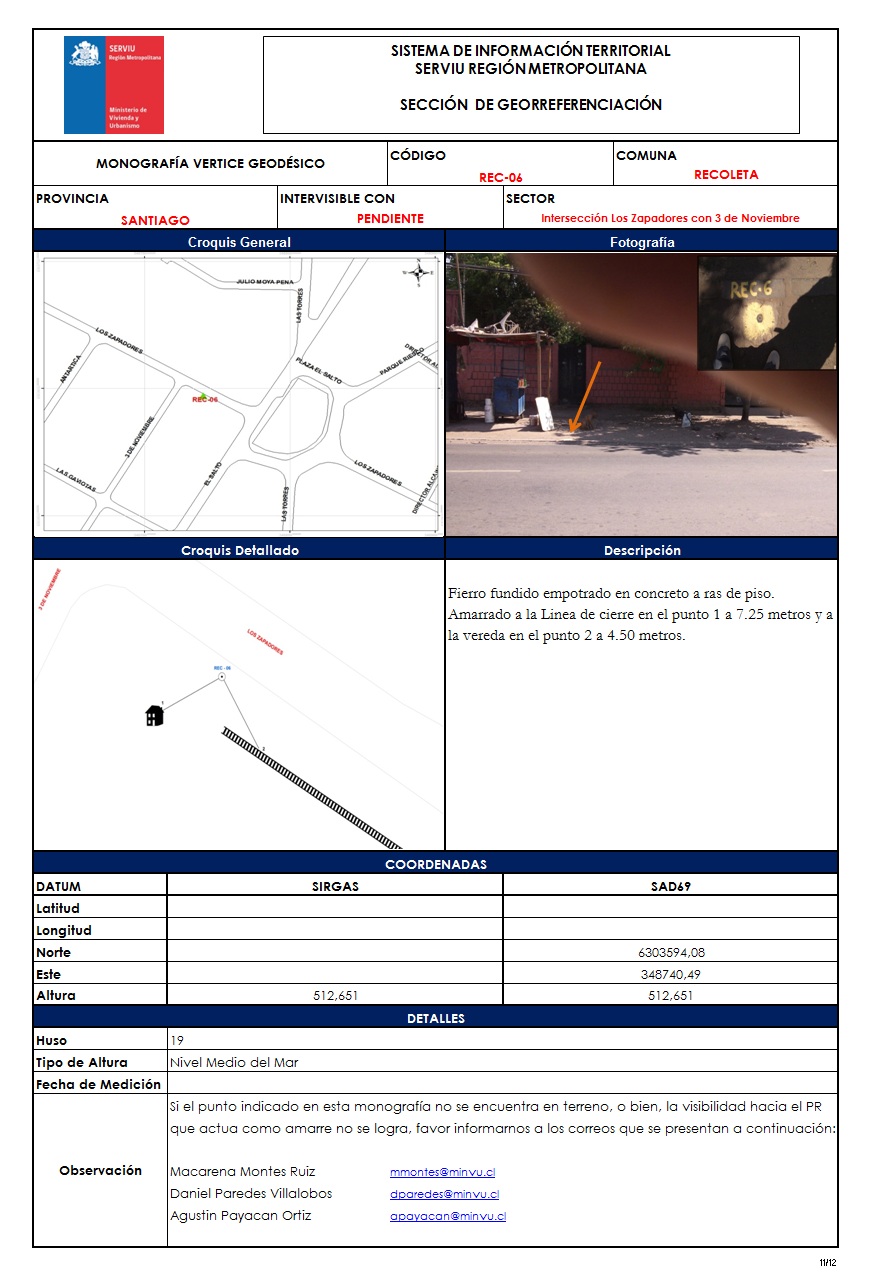 SERVIU
Región Metropolitana
Ministerio de
Vivienda y
Urbanismo
SISTEMA DE INFORMACIÓN TERRITORIAL
SERVIU REGIÓN METROPOLITANA
SECCIÓN DE GEORREFERENCIACIÓN
MONOGRAFÍA VERTICE GEODÉSICO
CÓDIGO
REC-06
COMUNA
RECOLETA
PROVINCIA
SANTIAGO
INTERVISIBLE CON
PENDIENTE
SECTOR
Intersección Los Zapadores con 3 de Noviembre
Croquis General
Fotografía
JULIO MOYA PENA
LAS TORRES
LOS ZAPADORES
ANTARTICA
PLAZA EL SALTO
REC-06
3 DE NOVIEMBRE
EL SALTO
LAS GAVIOTAS
LAS TORRES
LOS ZAPADORES
W E
REC-6
Croquis Detallado
Descripción
3 DE NOVIEMBRE
LOS ZAPADORES
REC - 06
1
2
Fierro fundido empotrado en concreto a ras de piso.
Amarrado a la Linea de cierre en el punto 1 a 7.25 metros y a
la vereda en el punto 2 a 4.50 metros.
COORDENADAS
DATUM SIRGAS SAD69
Latitud
Longitud
Norte 6303594,08
Este 348740,49
Altura 512,651 512,651
DETALLES
Huso 19
Tipo de Altura Nivel Medio del Mar
Fecha de Medición
Observación
Si el punto indicado en esta monografía no se encuentra en terreno, o bien, la visibilidad hacia el PR
que actua como amarre no se logra, favor informarnos a los correos que se presentan a continuación:
Macarena Montes Ruiz mmontes@minvu.cl
Daniel Paredes Villalobos dparedes@minvu.cl
Agustin Payacan Ortiz apayacan@minvu.cl
11/12